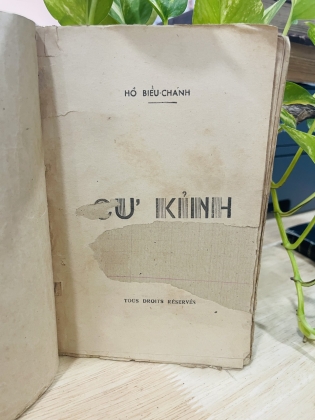 HỒ BIỂU-CHÁNH
CƯ KỈNH
TOUS DROITS RÉSERVÉS